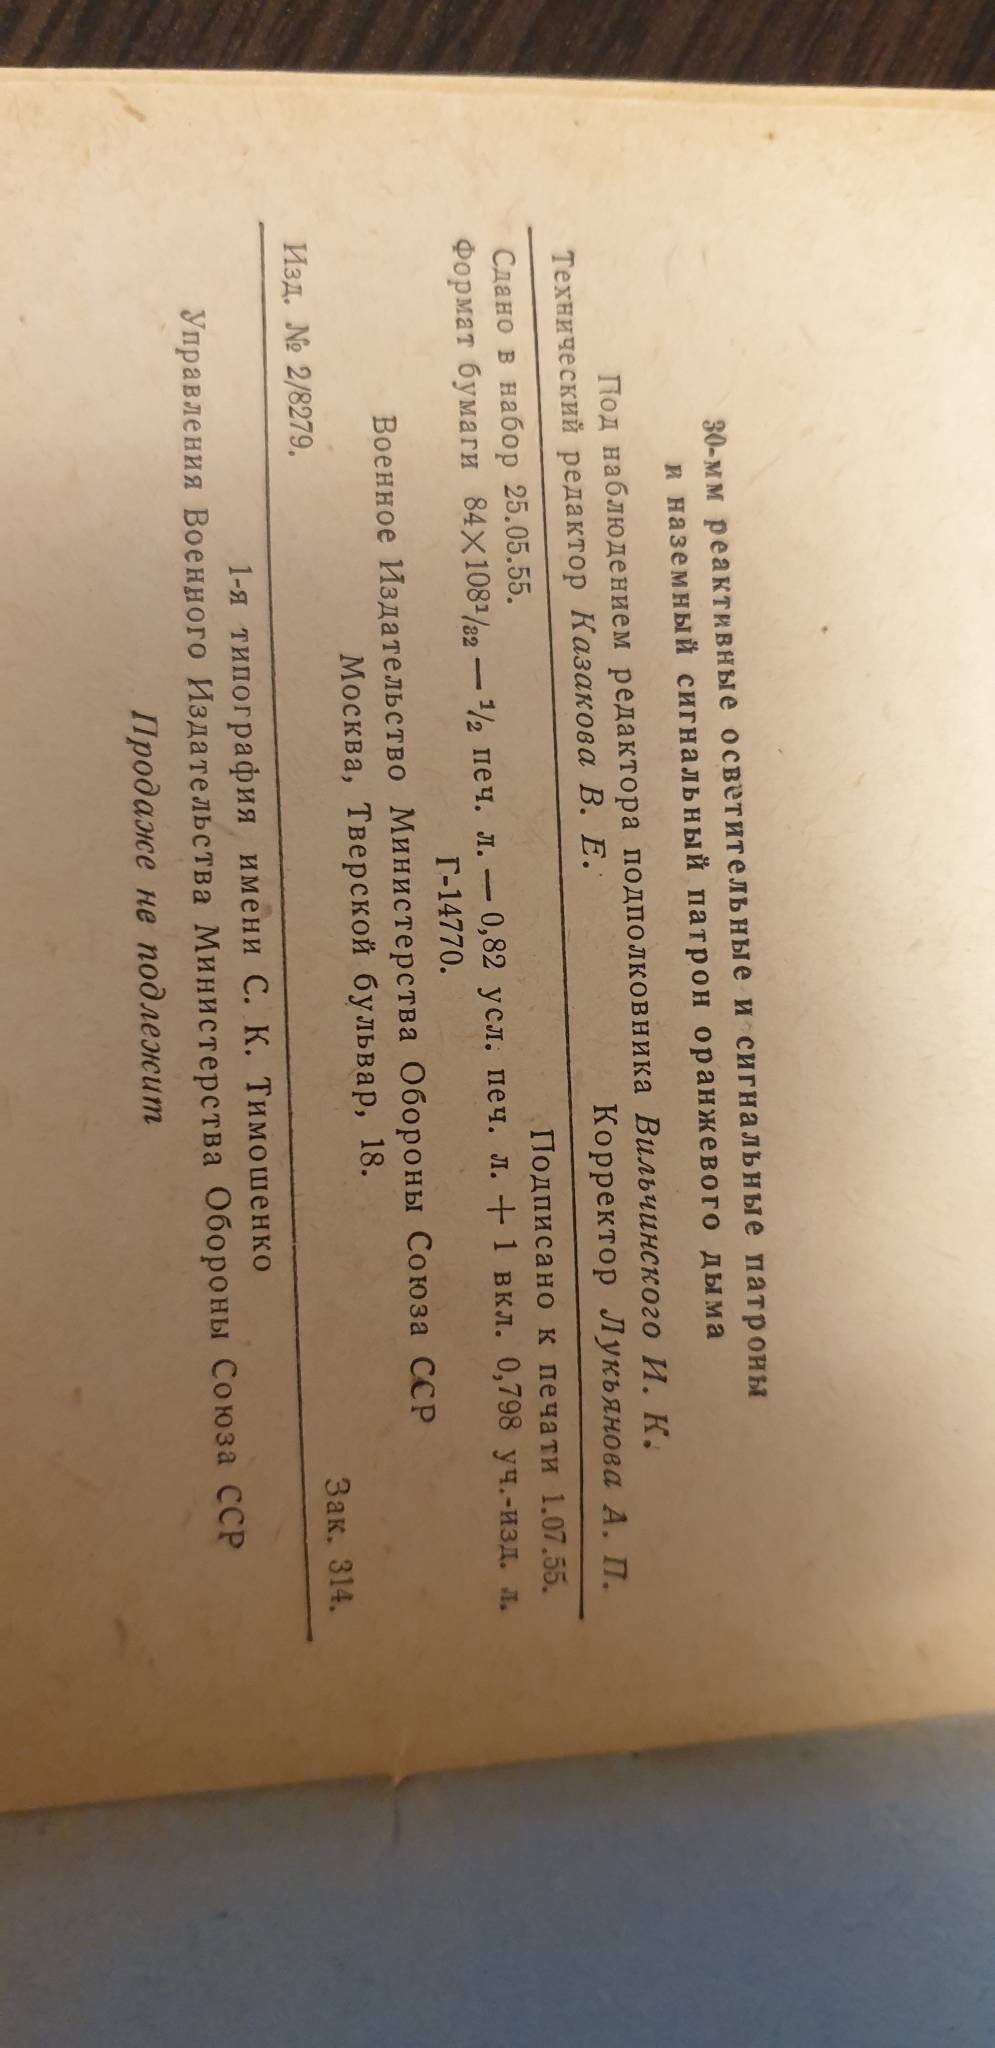 30-мм реактивные осветительные и сигнальные патроны
и наземный сигнальный патрон оранжевого дыма
Под наблюдением редактора подполковника Вильчинского И. К.
Технический редактор Казакова В. Е. Корректор Лукьянова А. П.
Сдано в набор 25.05.55. Подписано к печати 1.07.55.
Формат бумаги 84×108¹/₃₂ — ¹/₂ печ. л. — 0,82 усл. печ. л. + 1 вкл. 0,798 уч.-изд. л.
Г-14770.
Военное Издательство Министерства Обороны Союза ССР
Москва, Тверской бульвар, 18.
Изд. № 2/8279. Зак. 314.
1-я типография имени С. К. Тимошенко
Управления Военного Издательства Министерства Обороны Союза ССР
Продаже не подлежит